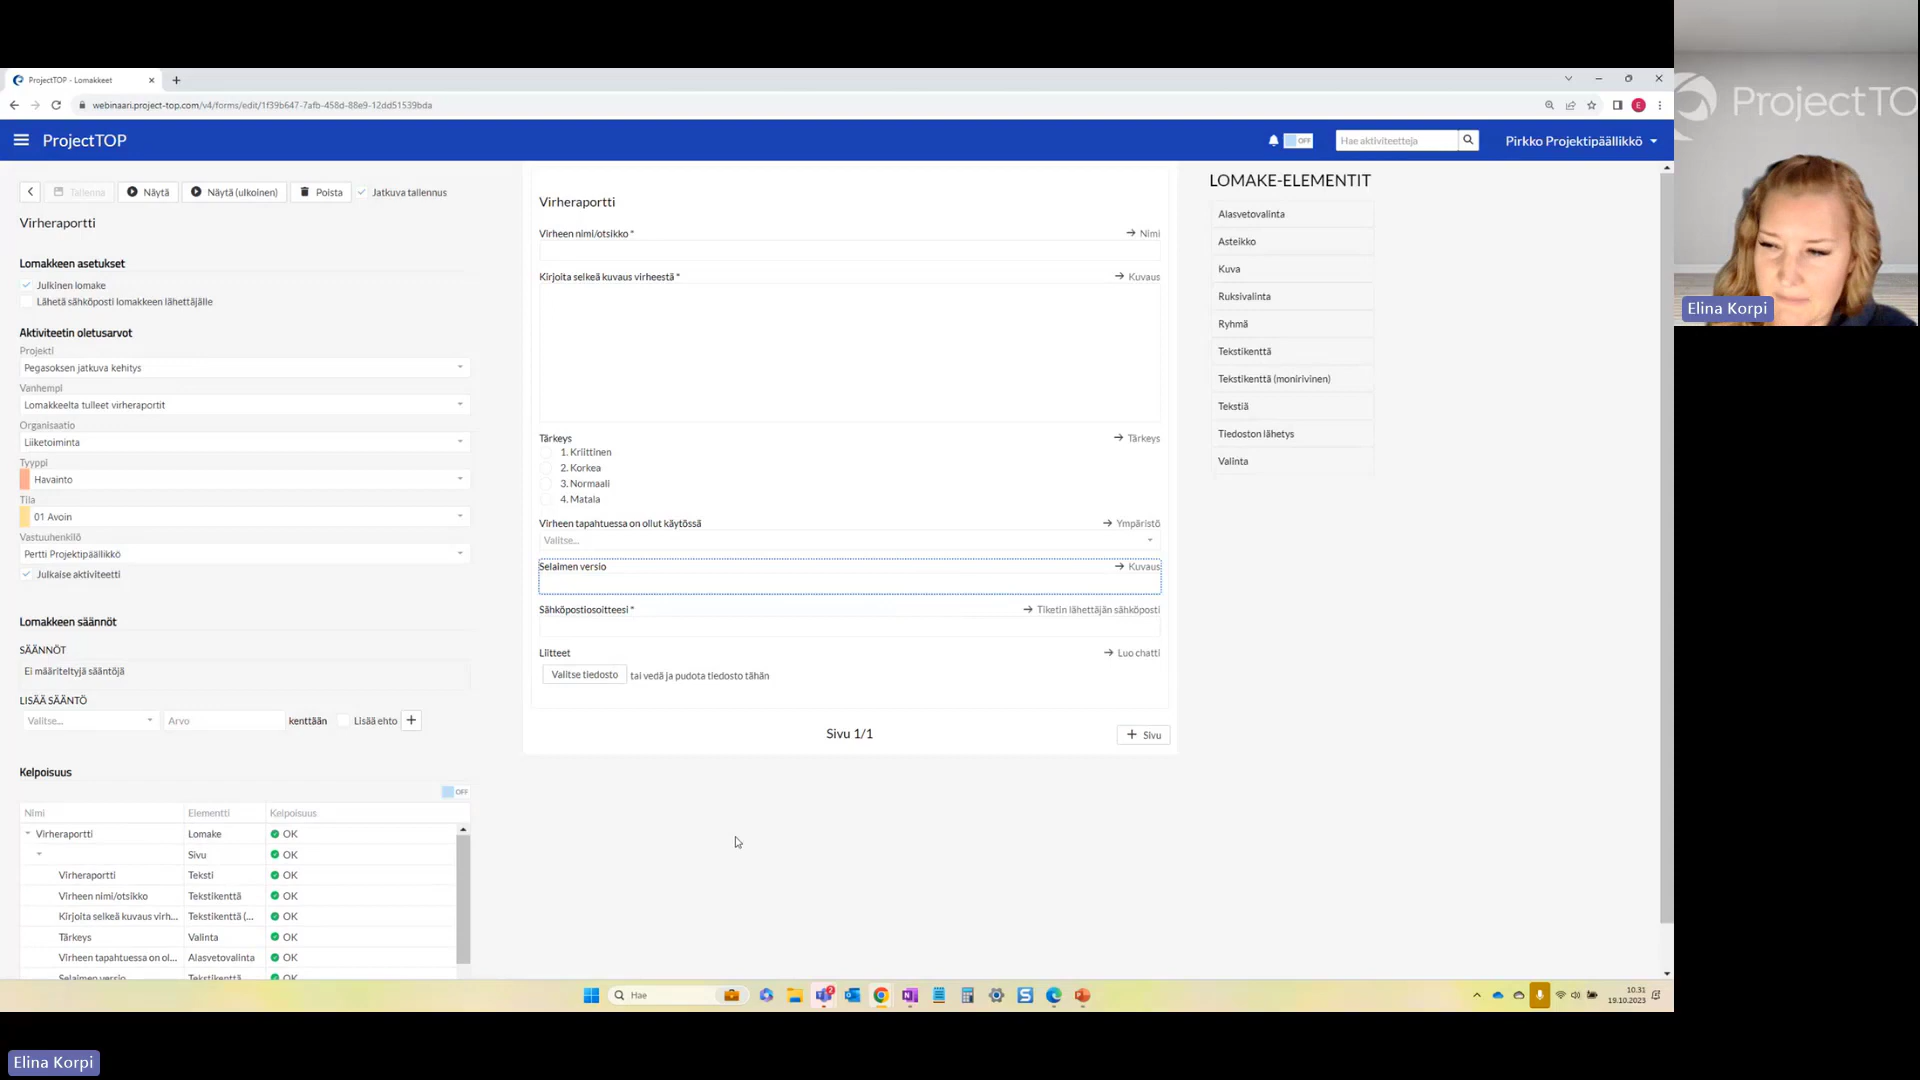 ProjectTOP - Lomakkeet
webinaari.project-top.com/v4/forms/edit/1f39b647-7afb-458d-88e9-12dd51539bda
E
ProjectTOP
OFF
Hae aktiviteetteja
Pirkko Projektipäällikkö
Tallenna
Näytä
Näytä (ulkoinen)
Poista
Jatkuva tallennus
Virheraportti
Lomakkeen asetukset
Julkinen lomake
Lähetä sähköposti lomakkeen lähettäjälle
Aktiviteetin oletusarvot
Projekti
Pegasoksen jatkuva kehitys
Vanhempi
Lomakkeelta tulleet virheraportit
Organisaatio
Liiketoiminta
Tyyppi
Havainto
Tila
01 Avoin
Vastuuhenkilö
Pertti Projektipäällikkö
Julkaise aktiviteetti
Lomakkeen säännöt
SÄÄNNÖT
Ei määriteltyjä sääntöjä
LISÄÄ SÄÄNTÖ
Valitse...
Arvo
kenttään
Lisää ehto
Kelpoisuus
OFF
Nimi Elementti Kelpoisuus
Virheraportti Lomake OK
Sivu OK
Virheraportti Teksti OK
Virheen nimi/otsikko Tekstikenttä OK
Kirjoita selkeä kuvaus virh... Tekstikenttä (... OK
Tärkeys Valinta OK
Virheen tapahtuessa on ol... Alasvetovalinta OK
Selaimen versio Tekstikenttä OK
Virheraportti
Virheen nimi/otsikko * Nimi
Kirjoita selkeä kuvaus virheestä * Kuvaus
Tärkeys Tärkeys
1. Kriittinen
2. Korkea
3. Normaali
4. Matala
Virheen tapahtuessa on ollut käytössä Ympäristö
Valitse...
Selaimen versio Kuvaus
Sähköpostiosoitteesi * Tiketin lähettäjän sähköposti
Liitteet Luo chatti
Valitse tiedosto tai vedä ja pudota tiedosto tähän
Sivu 1/1
Sivu
LOMAKE-ELEMENTIT
Alasvetovalinta
Asteikko
Kuva
Ruksivalinta
Ryhmä
Tekstikenttä
Tekstikenttä (monirivinen)
Tekstiä
Tiedoston lähetys
Valinta
ProjectTO
Elina Korpi
Hae
2
10.31
19.10.2023
Elina Korpi